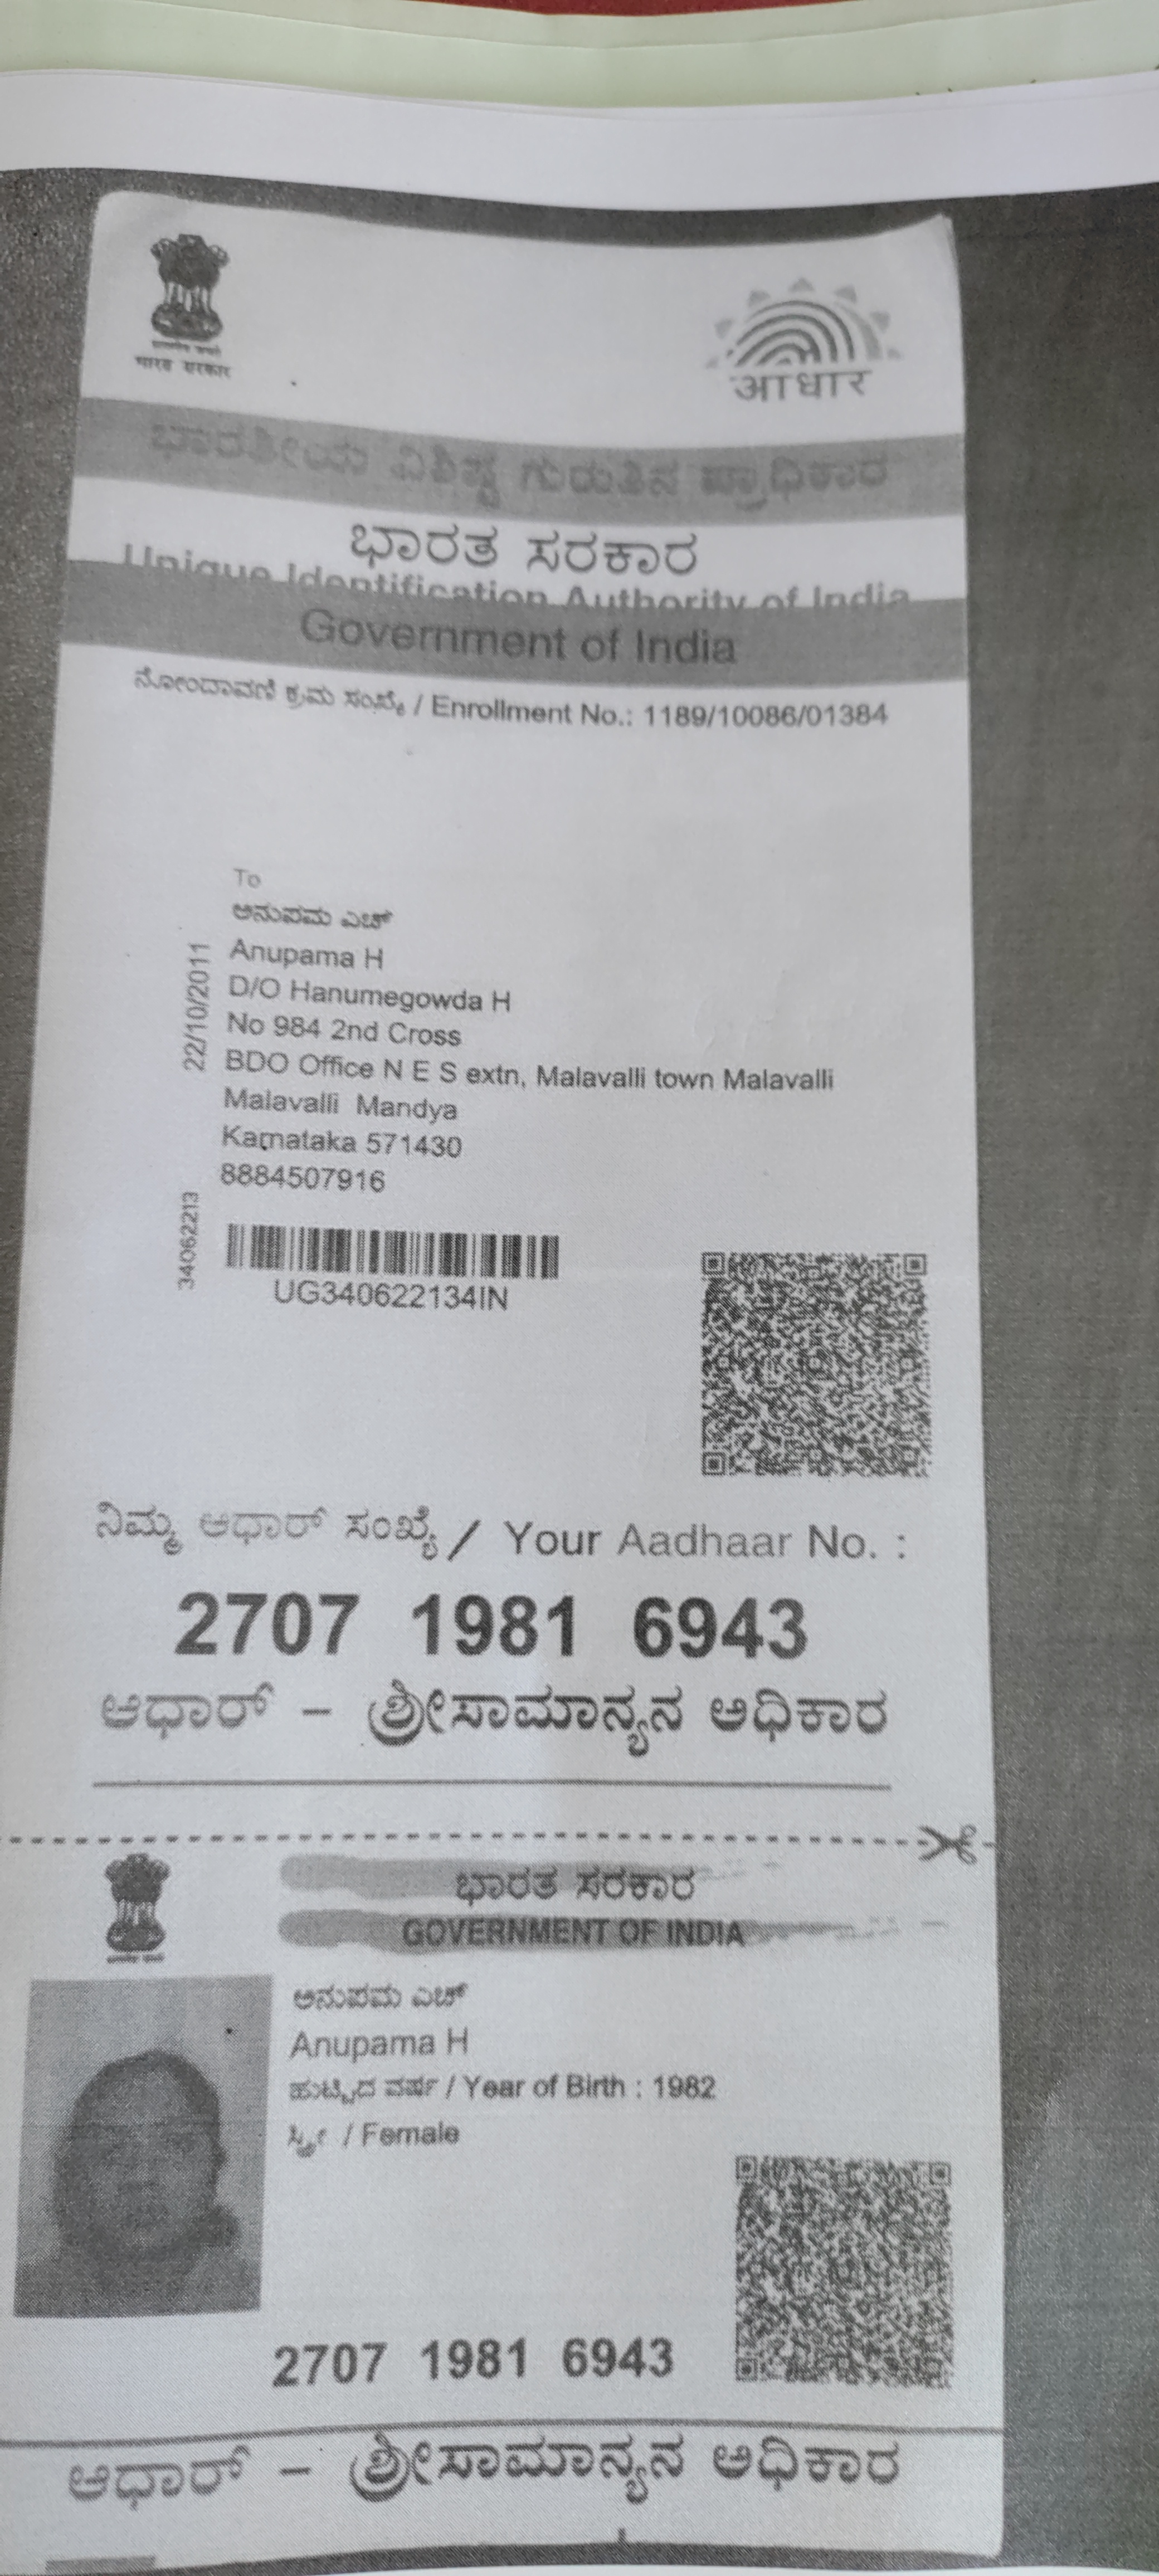 भारत सरकार
आधार
ಭಾರತೀಯ ವಿಶಿಷ್ಟ ಗುರುತಿನ ಪ್ರಾಧಿಕಾರ
ಭಾರತ ಸರಕಾರ
Unique Identification Authority of India
Government of India
ನೋಂದಾವಣಿ ಕ್ರಮ ಸಂಖ್ಯೆ / Enrollment No.: 1189/10086/01384
To
ಅನುಪಮ ಎಚ್
Anupama H
D/O Hanumegowda H
No 984 2nd Cross
BDO Office N E S extn, Malavalli town Malavalli
Malavalli Mandya
Karnataka 571430
8884507916
22/10/2011
34062213
UG340622134IN
ನಿಮ್ಮ ಆಧಾರ್ ಸಂಖ್ಯೆ / Your Aadhaar No. :
2707 1981 6943
ಆಧಾರ್ – ಶ್ರೀಸಾಮಾನ್ಯನ ಅಧಿಕಾರ
ಭಾರತ ಸರಕಾರ
GOVERNMENT OF INDIA
ಅನುಪಮ ಎಚ್
Anupama H
ಹುಟ್ಟಿದ ವರ್ಷ / Year of Birth : 1982
ಸ್ತ್ರೀ / Female
2707 1981 6943
ಆಧಾರ್ – ಶ್ರೀಸಾಮಾನ್ಯನ ಅಧಿಕಾರ